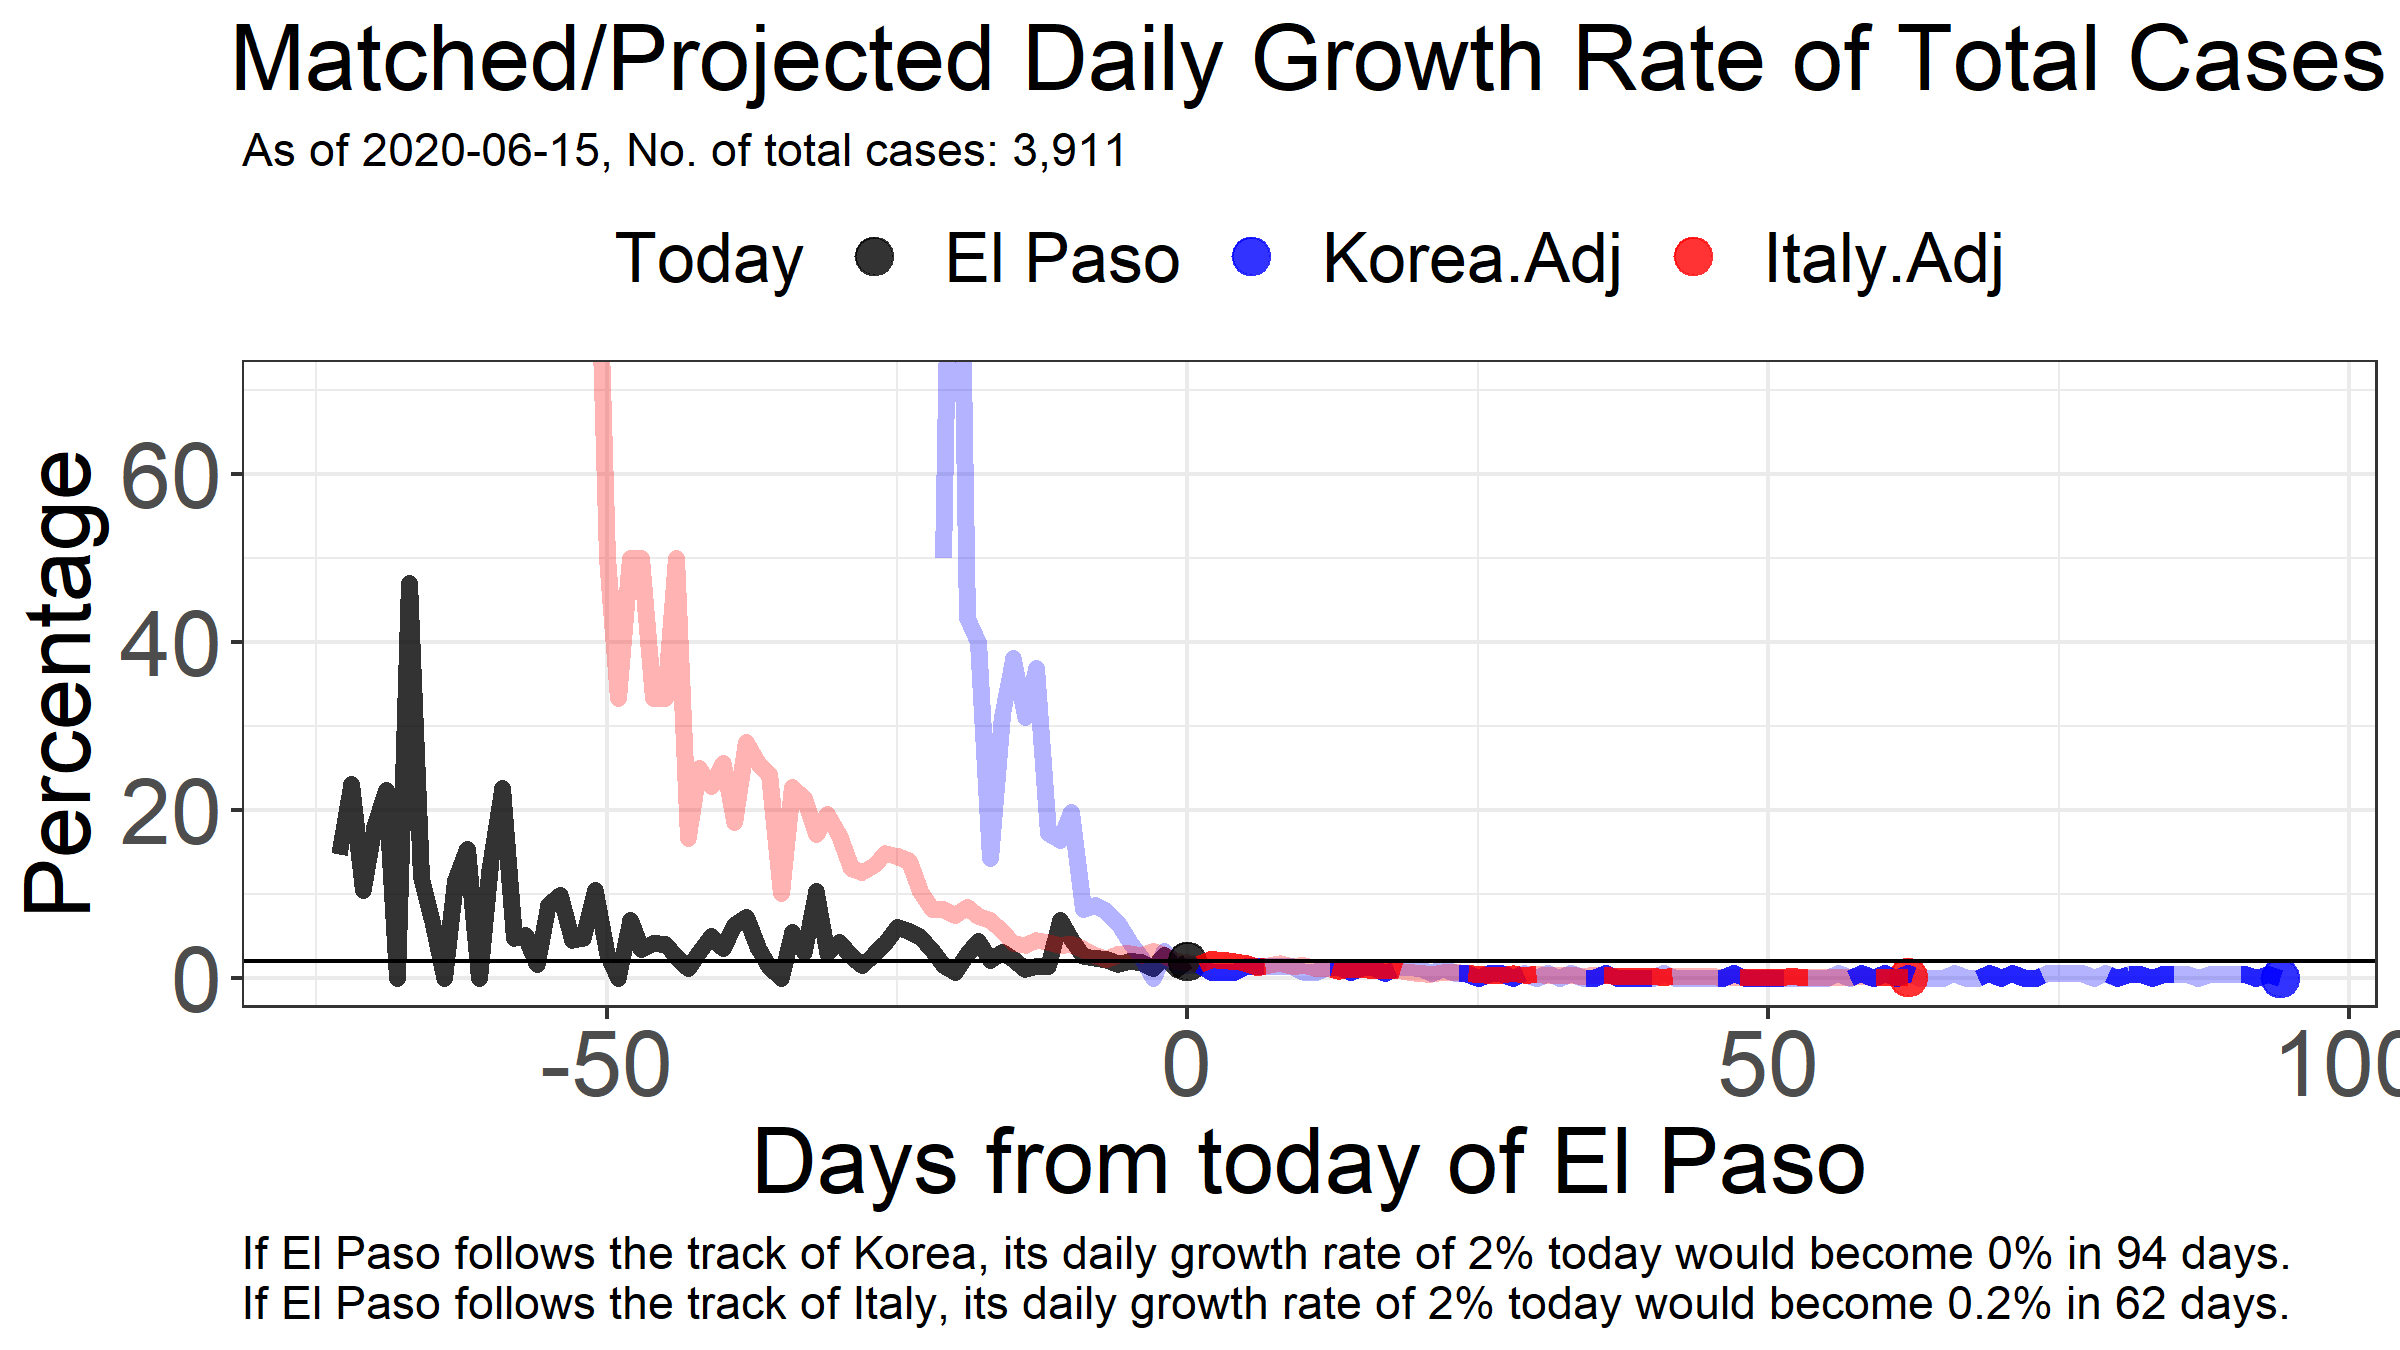 Matched/Projected Daily Growth Rate of Total Cases
As of 2020-06-15, No. of total cases: 3,911
Today El Paso Korea.Adj Italy.Adj
Percentage
60
40
20
0
-50 0 50 100
Days from today of El Paso
If El Paso follows the track of Korea, its daily growth rate of 2% today would become 0% in 94 days.
If El Paso follows the track of Italy, its daily growth rate of 2% today would become 0.2% in 62 days.